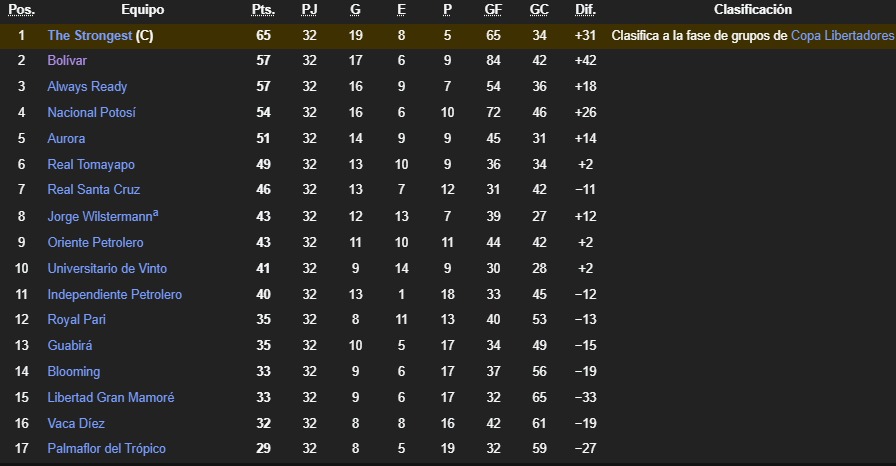 Pos. Equipo Pts. PJ G E P GF GC Dif. Clasificación
1 The Strongest (C) 65 32 19 8 5 65 34 +31 Clasifica a la fase de grupos de Copa Libertadores
2 Bolívar 57 32 17 6 9 84 42 +42
3 Always Ready 57 32 16 9 7 54 36 +18
4 Nacional Potosí 54 32 16 6 10 72 46 +26
5 Aurora 51 32 14 9 9 45 31 +14
6 Real Tomayapo 49 32 13 10 9 36 34 +2
7 Real Santa Cruz 46 32 13 7 12 31 42 −11
8 Jorge Wilstermannª 43 32 12 13 7 39 27 +12
9 Oriente Petrolero 43 32 11 10 11 44 42 +2
10 Universitario de Vinto 41 32 9 14 9 30 28 +2
11 Independiente Petrolero 40 32 13 1 18 33 45 −12
12 Royal Pari 35 32 8 11 13 40 53 −13
13 Guabirá 35 32 10 5 17 34 49 −15
14 Blooming 33 32 9 6 17 37 56 −19
15 Libertad Gran Mamoré 33 32 9 6 17 32 65 −33
16 Vaca Díez 32 32 8 8 16 42 61 −19
17 Palmaflor del Trópico 29 32 8 5 19 32 59 −27